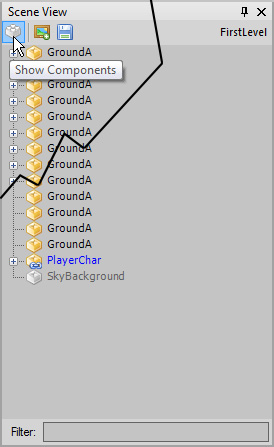 Scene View
FirstLevel
GroundA
Show Components
GroundA
GroundA
GroundA
GroundA
GroundA
GroundA
GroundA
GroundA
GroundA
GroundA
GroundA
PlayerChar
SkyBackground
Filter: